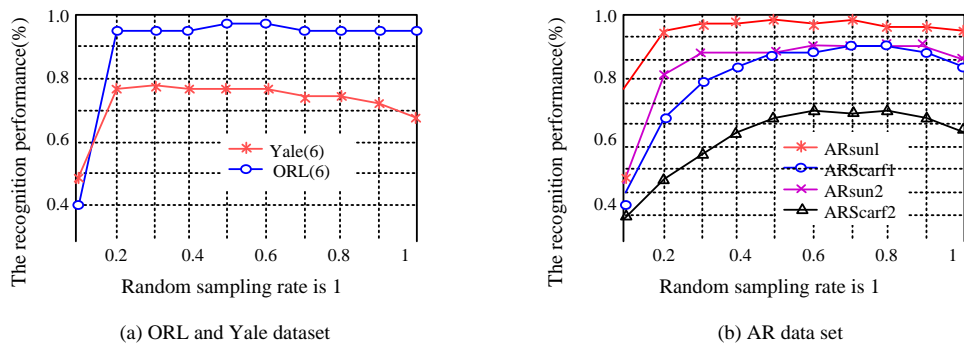 The recognition performance(%)
1.0
0.8
0.6
0.4
Yale(6)
ORL(6)
0.2 0.4 0.6 0.8 1
Random sampling rate is 1
(a) ORL and Yale dataset
The recognition performance(%)
1.0
0.8
0.6
0.4
ARsunl
ARScarf1
ARsun2
ARScarf2
0.2 0.4 0.6 0.8 1
Random sampling rate is 1
(b) AR data set